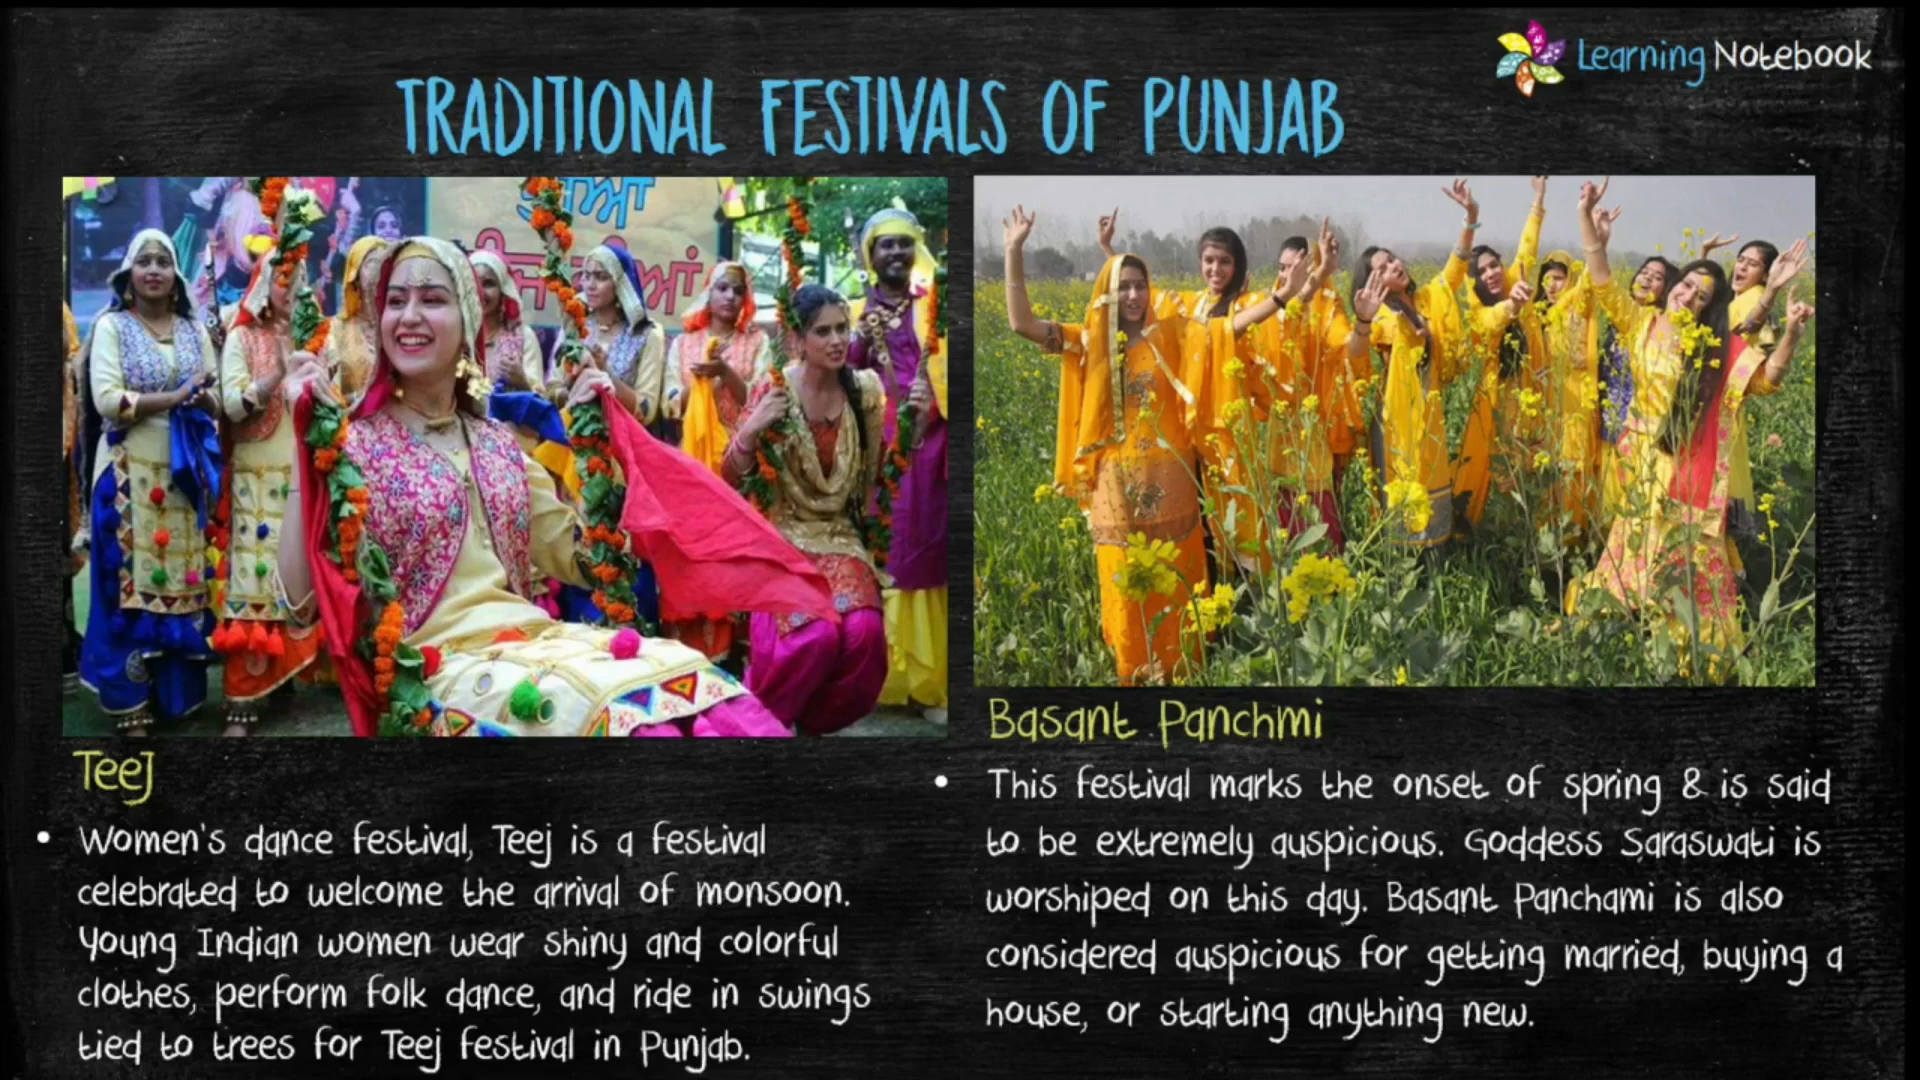 Learning Notebook
TRADITIONAL FESTIVALS OF PUNJAB
Teej
• Women's dance festival, Teej is a festival
celebrated to welcome the arrival of monsoon.
Young Indian women wear shiny and colorful
clothes, perform folk dance, and ride in swings
tied to trees for Teej festival in Punjab.
Basant Panchmi
• This festival marks the onset of spring & is said
to be extremely auspicious. Goddess Saraswati is
worshiped on this day. Basant Panchami is also
considered auspicious for getting married, buying a
house, or starting anything new.